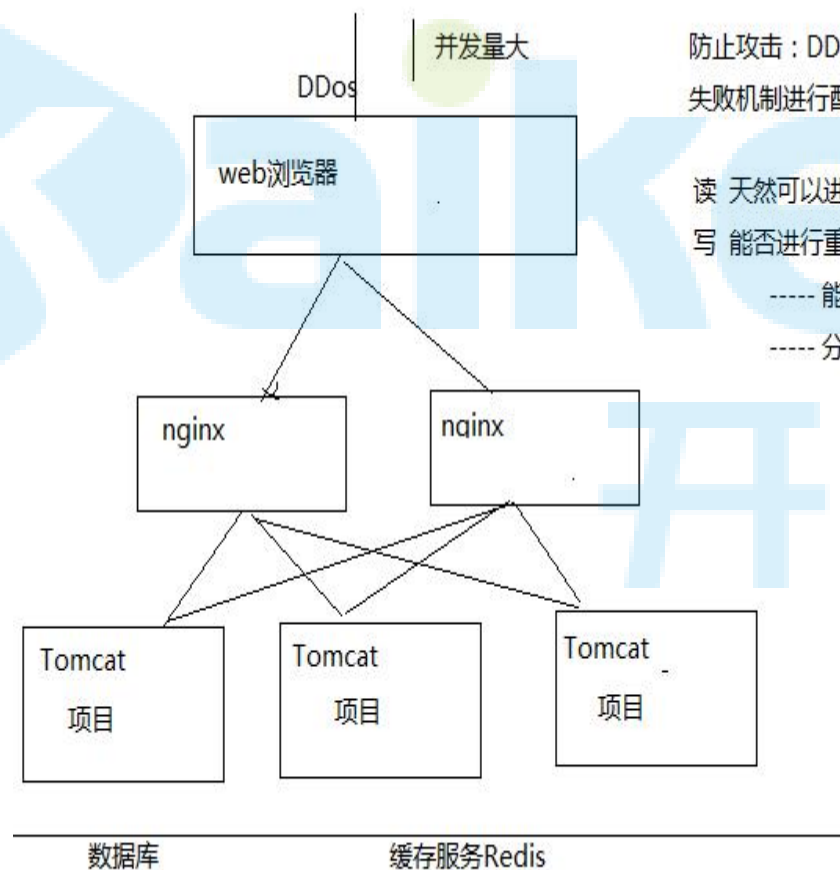 并发量大
DDos
web浏览器
防止攻击：DD
失败机制进行配
读 天然可以进
写 能否进行重
----- 能
----- 分
nginx
nginx
Tomcat
项目
Tomcat
项目
Tomcat
项目
数据库
缓存服务Redis
aike
开